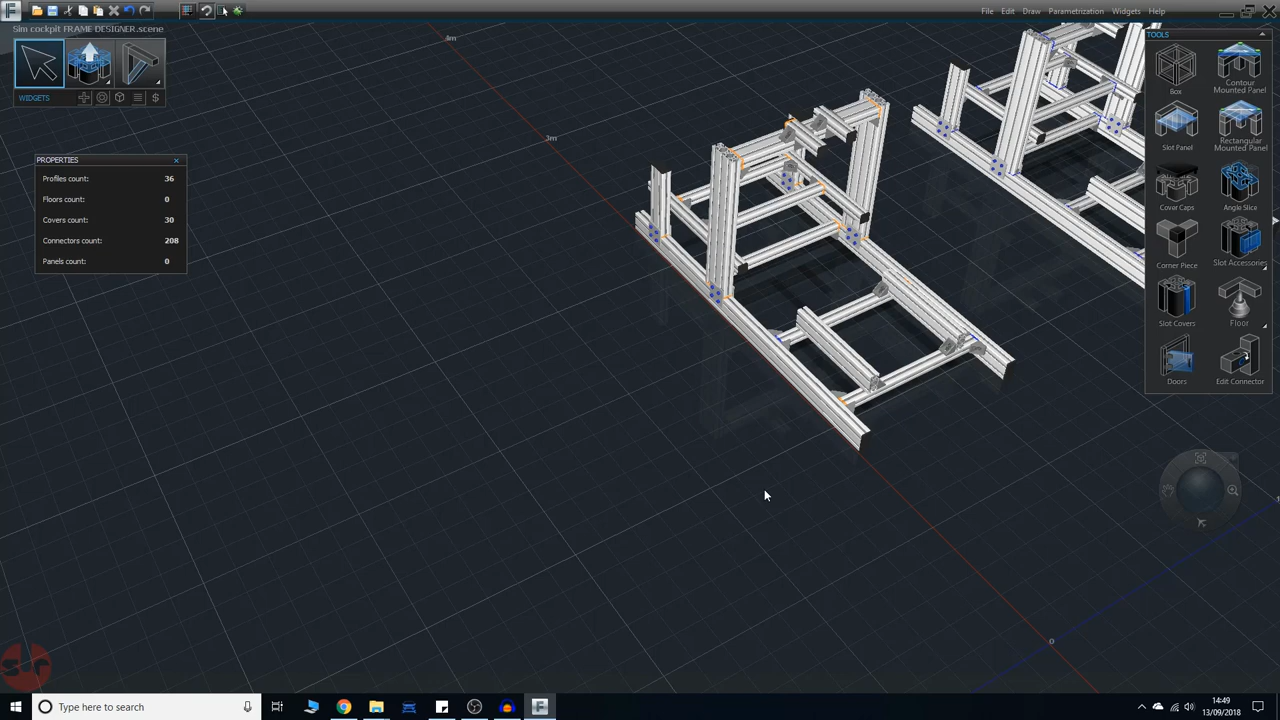 File Edit Draw Parametrization Widgets Help
Sim cockpit FRAME DESIGNER.scene
WIDGETS
PROPERTIES
Profiles count: 36
Floors count: 0
Covers count: 30
Connectors count: 208
Panels count: 0
4m
3m
0
TOOLS
Box
Contour Mounted Panel
Slot Panel
Rectangular Mounted Panel
Cover Caps
Angle Slice
Corner Piece
Slot Accessories
Slot Covers
Floor
Doors
Edit Connector
Type here to search
14:49
13/09/2018